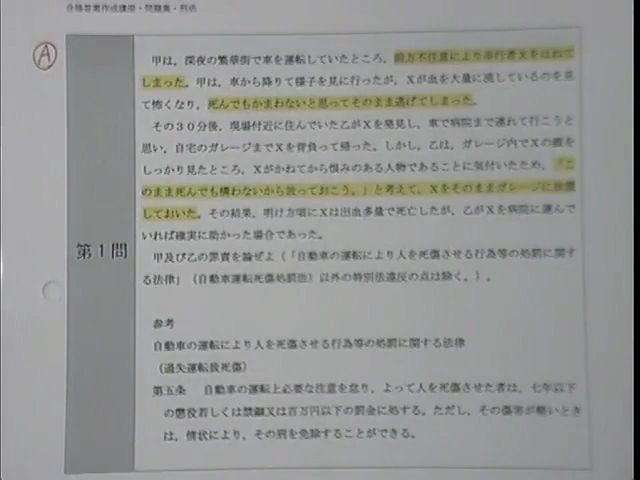 合格答案作成講座・問題集・刑法
A
甲は，深夜の繁華街で車を運転していたところ，前方不注意により歩行者Ｘをはねて
しまった。甲は，車から降りて様子を見に行ったが，Ｘが血を大量に流しているのを見
て怖くなり，死んでもかまわないと思ってそのまま逃げてしまった。
その３０分後，現場付近に住んでいた乙がＸを発見し，車で病院まで連れて行こうと
思い，自宅のガレージまでＸを背負って帰った。しかし，乙は，ガレージ内でＸの顔を
しっかり見たところ，Ｘがかねてから恨みのある人物であることに気付いたため，「こ
のまま死んでも構わないから放っておこう。」と考えて，Ｘをそのままガレージに放置
しておいた。その結果，明け方頃にＸは出血多量で死亡したが，乙がＸを病院に運んで
いれば確実に助かった場合であった。
第１問
甲及び乙の罪責を論ぜよ（「自動車の運転により人を死傷させる行為等の処罰に関す
る法律」（自動車運転死傷処罰法）以外の特別法違反の点は除く。）。
参考
自動車の運転により人を死傷させる行為等の処罰に関する法律
（過失運転致死傷）
第五条　自動車の運転上必要な注意を怠り，よって人を死傷させた者は，七年以下
の懲役若しくは禁錮又は百万円以下の罰金に処する。ただし，その傷害が軽いとき
は，情状により，その刑を免除することができる。